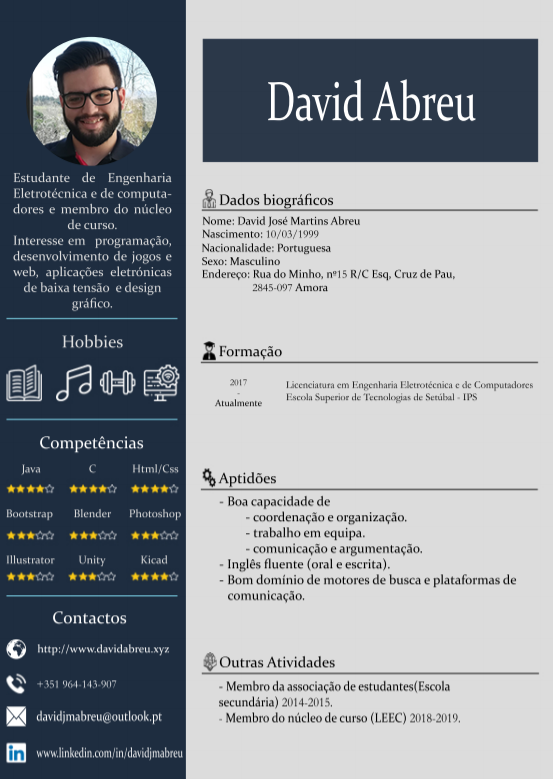 Estudante de Engenharia
Eletrotécnica e de computa-
dores e membro do núcleo
de curso.
Interesse em programação,
desenvolvimento de jogos e
web, aplicações eletrónicas
de baixa tensão e design
gráfico.
Hobbies
Competências
Java C Html/Css
Bootstrap Blender Photoshop
Illustrator Unity Kicad
Contactos
http://www.davidabreu.xyz
+351 964-143-907
davidjmabreu@outlook.pt
in www.linkedin.com/in/davidjmabreu
David Abreu
Dados biográficos
Nome: David José Martins Abreu
Nascimento: 10/03/1999
Nacionalidade: Portuguesa
Sexo: Masculino
Endereço: Rua do Minho, nº15 R/C Esq, Cruz de Pau,
2845-097 Amora
Formação
2017
-
Atualmente
Licenciatura em Engenharia Eletrotécnica e de Computadores
Escola Superior de Tecnologias de Setúbal - IPS
Aptidões
- Boa capacidade de
- coordenação e organização.
- trabalho em equipa.
- comunicação e argumentação.
- Inglês fluente (oral e escrita).
- Bom domínio de motores de busca e plataformas de
comunicação.
Outras Atividades
- Membro da associação de estudantes(Escola
secundária) 2014-2015.
- Membro do núcleo de curso (LEEC) 2018-2019.